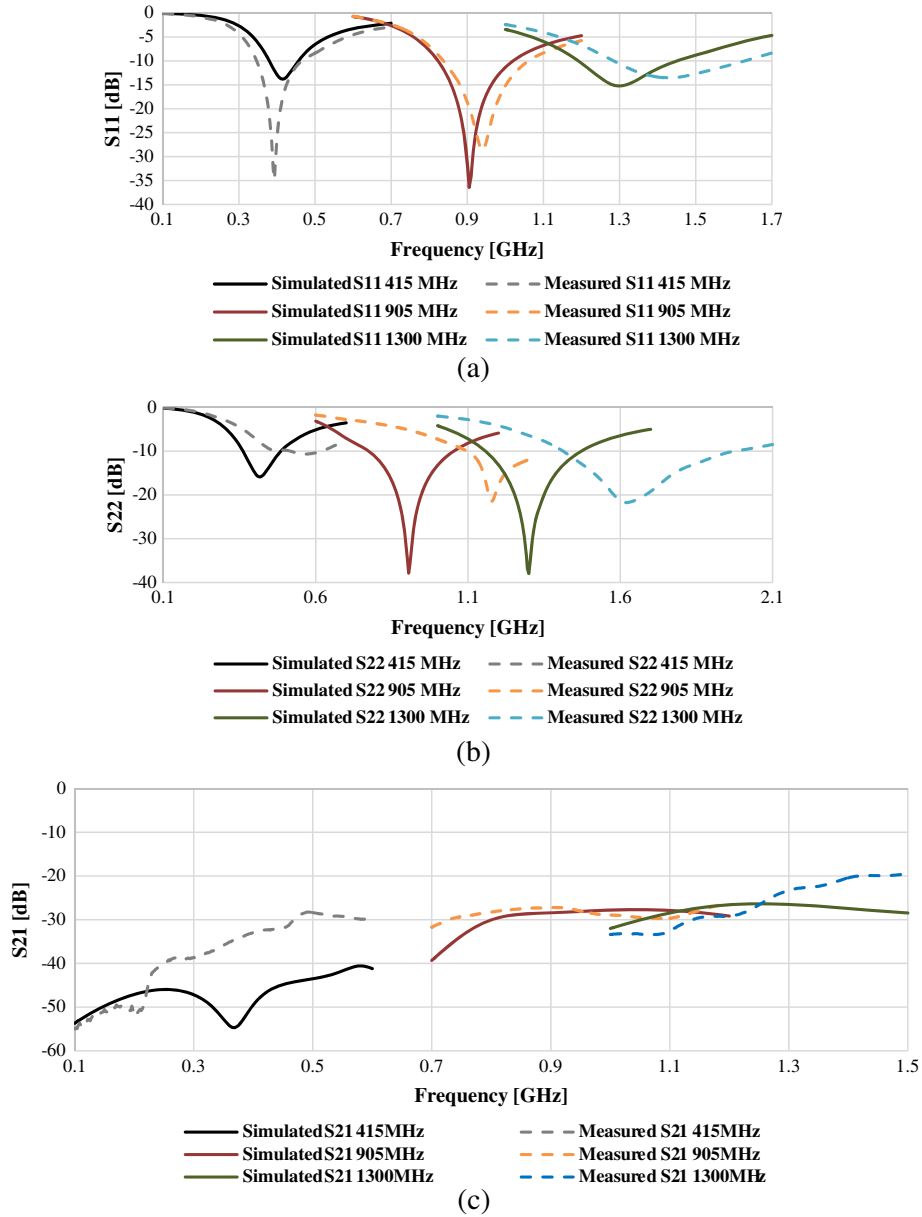 0
-5
-10
-15
-20
-25
-30
-35
-40
S11 [dB]
0.1 0.3 0.5 0.7 0.9 1.1 1.3 1.5 1.7
Frequency [GHz]
Simulated S11 415 MHz Measured S11 415 MHz
Simulated S11 905 MHz Measured S11 905 MHz
Simulated S11 1300 MHz Measured S11 1300 MHz
(a)
0
-10
-20
-30
-40
S22 [dB]
0.1 0.6 1.1 1.6 2.1
Frequency [GHz]
Simulated S22 415 MHz Measured S22 415 MHz
Simulated S22 905 MHz Measured S22 905 MHz
Simulated S22 1300 MHz Measured S22 1300 MHz
(b)
0
-10
-20
-30
-40
-50
-60
S21 [dB]
0.1 0.3 0.5 0.7 0.9 1.1 1.3 1.5
Frequency [GHz]
Simulated S21 415MHz Measured S21 415MHz
Simulated S21 905MHz Measured S21 905MHz
Simulated S21 1300MHz Measured S21 1300MHz
(c)